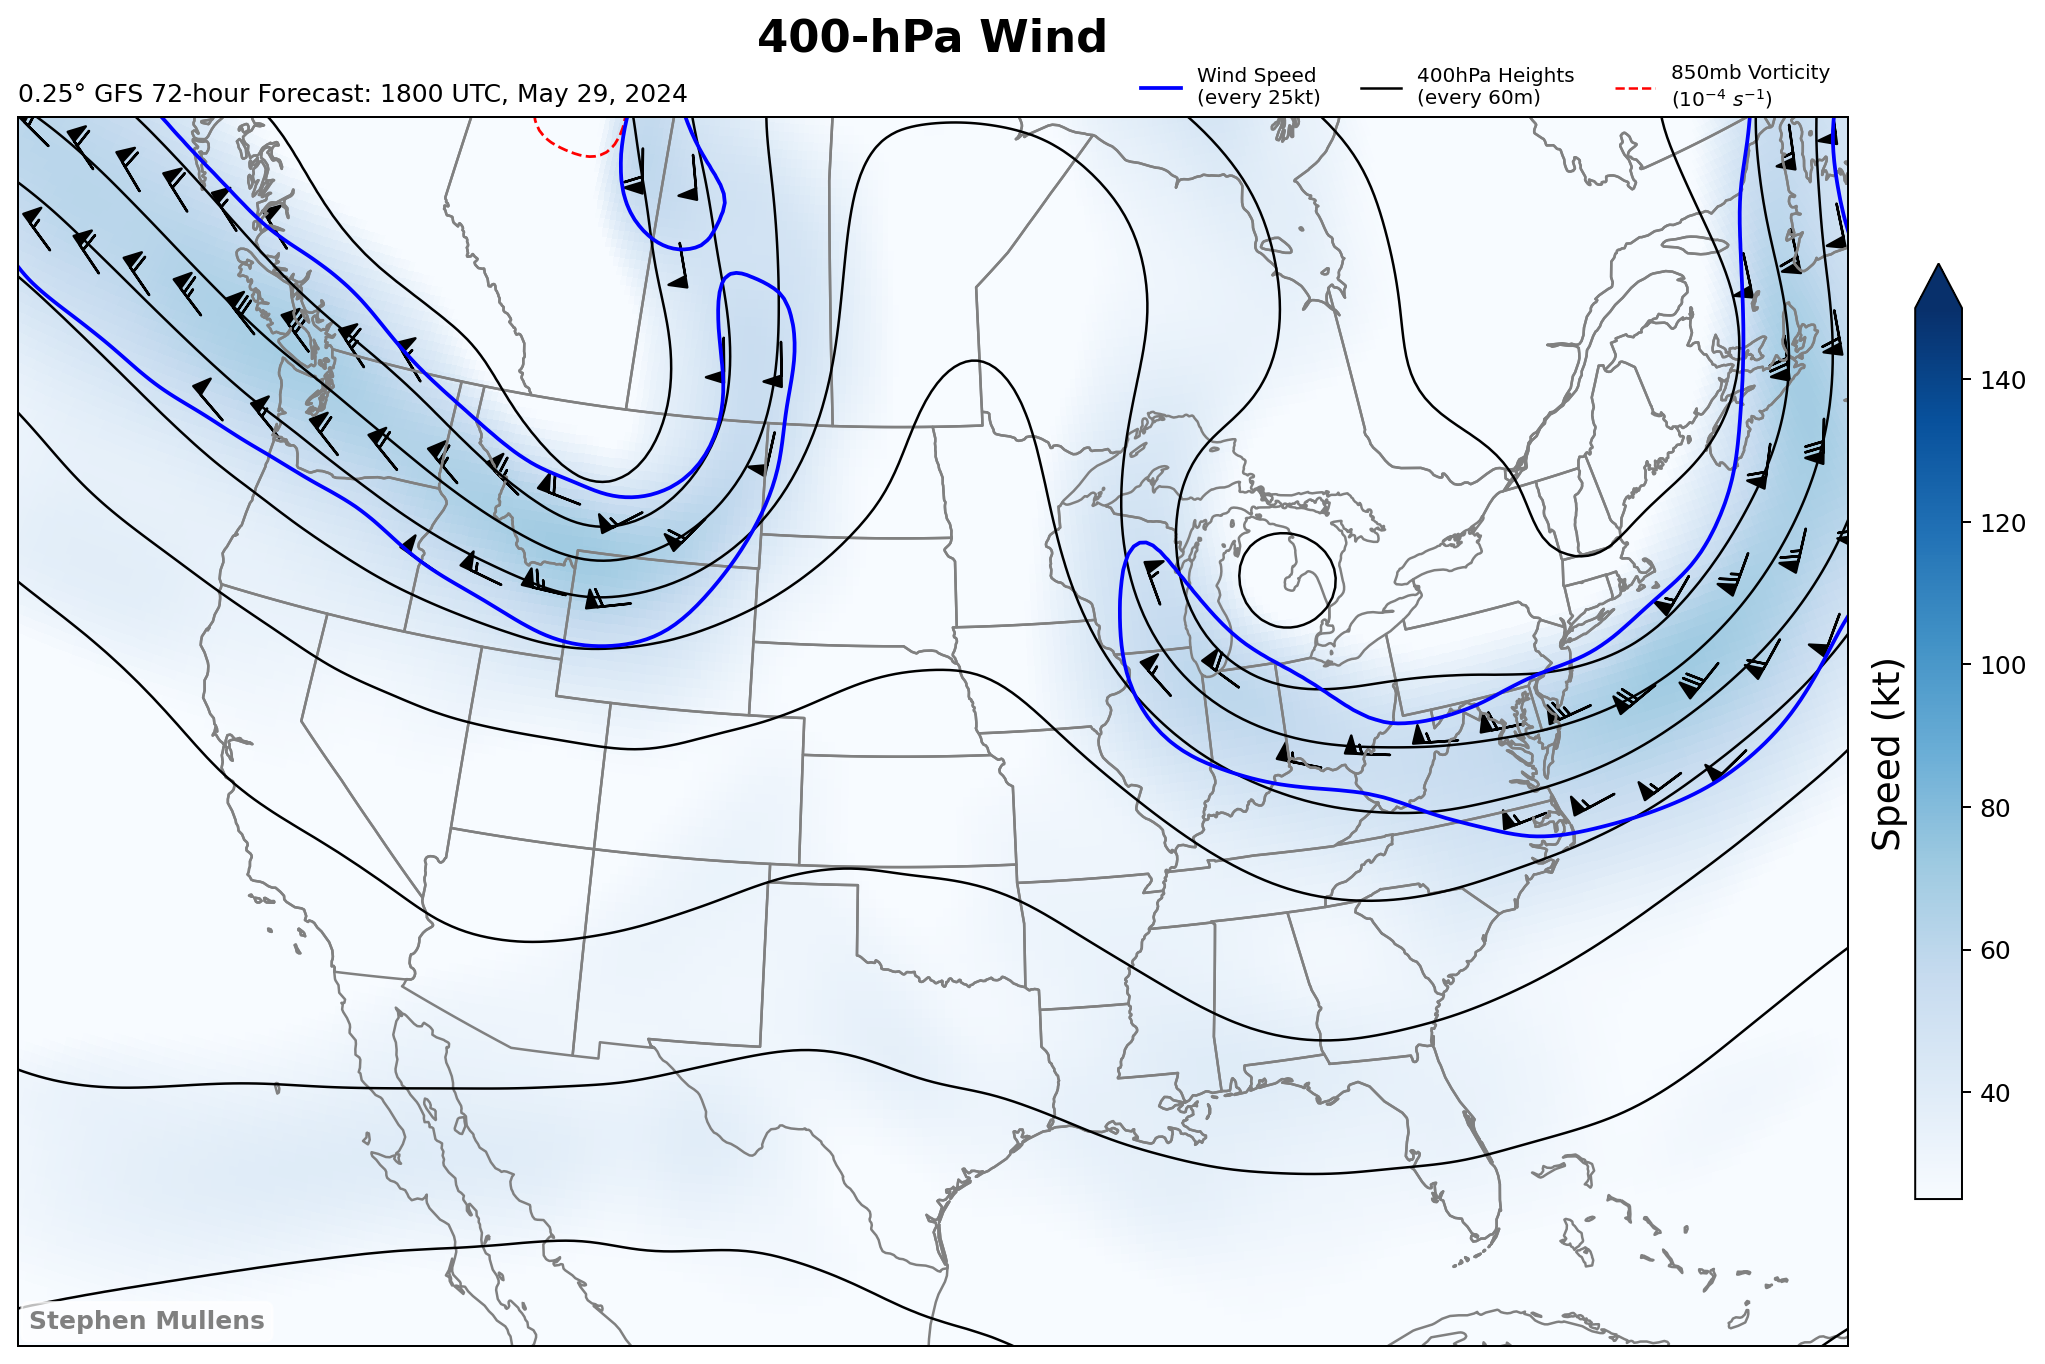 400-hPa Wind
0.25° GFS 72-hour Forecast: 1800 UTC, May 29, 2024
Wind Speed
(every 25kt)
400hPa Heights
(every 60m)
850mb Vorticity
(10⁻⁴ s⁻¹)
140
120
100
80
60
40
Speed (kt)
Stephen Mullens